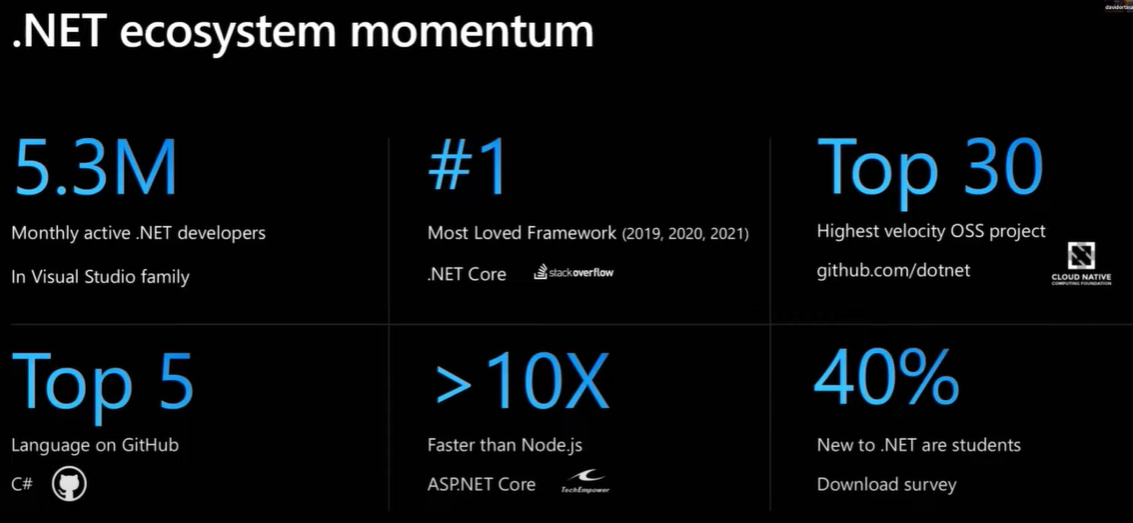 .NET ecosystem momentum
5.3M
Monthly active .NET developers
In Visual Studio family
#1
Most Loved Framework (2019, 2020, 2021)
.NET Core
stackoverflow
Top 30
Highest velocity OSS project
github.com/dotnet
CLOUD NATIVE
COMPUTING FOUNDATION
Top 5
Language on GitHub
C#
>10X
Faster than Node.js
ASP.NET Core
TechEmpower
40%
New to .NET are students
Download survey